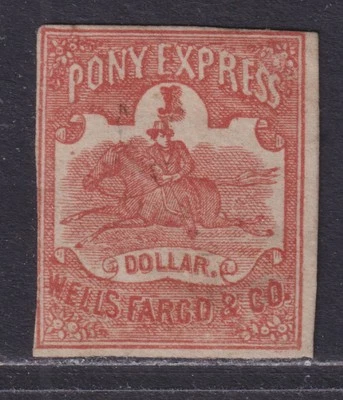 PONY EXPRESS
DOLLAR.
WELLS, FARGO & CO.